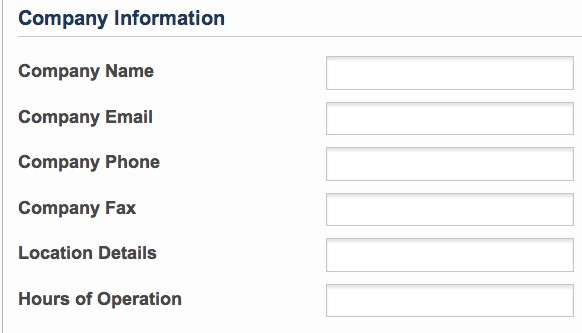 Company Information
Company Name
Company Email
Company Phone
Company Fax
Location Details
Hours of Operation